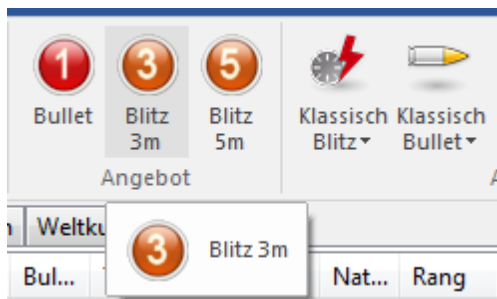 1 3 5
Bullet Blitz Blitz Klassisch Klassisch
3m 5m Blitz Bullet
Angebot
Weltku
3 Blitz 3m
Bul... Nat... Rang